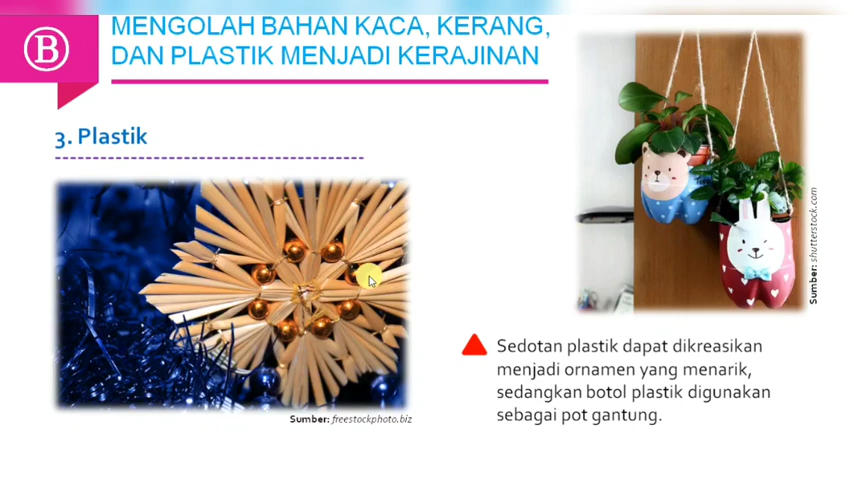 B
MENGOLAH BAHAN KACA, KERANG,
DAN PLASTIK MENJADI KERAJINAN
3. Plastik
Sumber: freestockphoto.biz
Sumber: shutterstock.com
Sedotan plastik dapat dikreasikan
menjadi ornamen yang menarik,
sedangkan botol plastik digunakan
sebagai pot gantung.